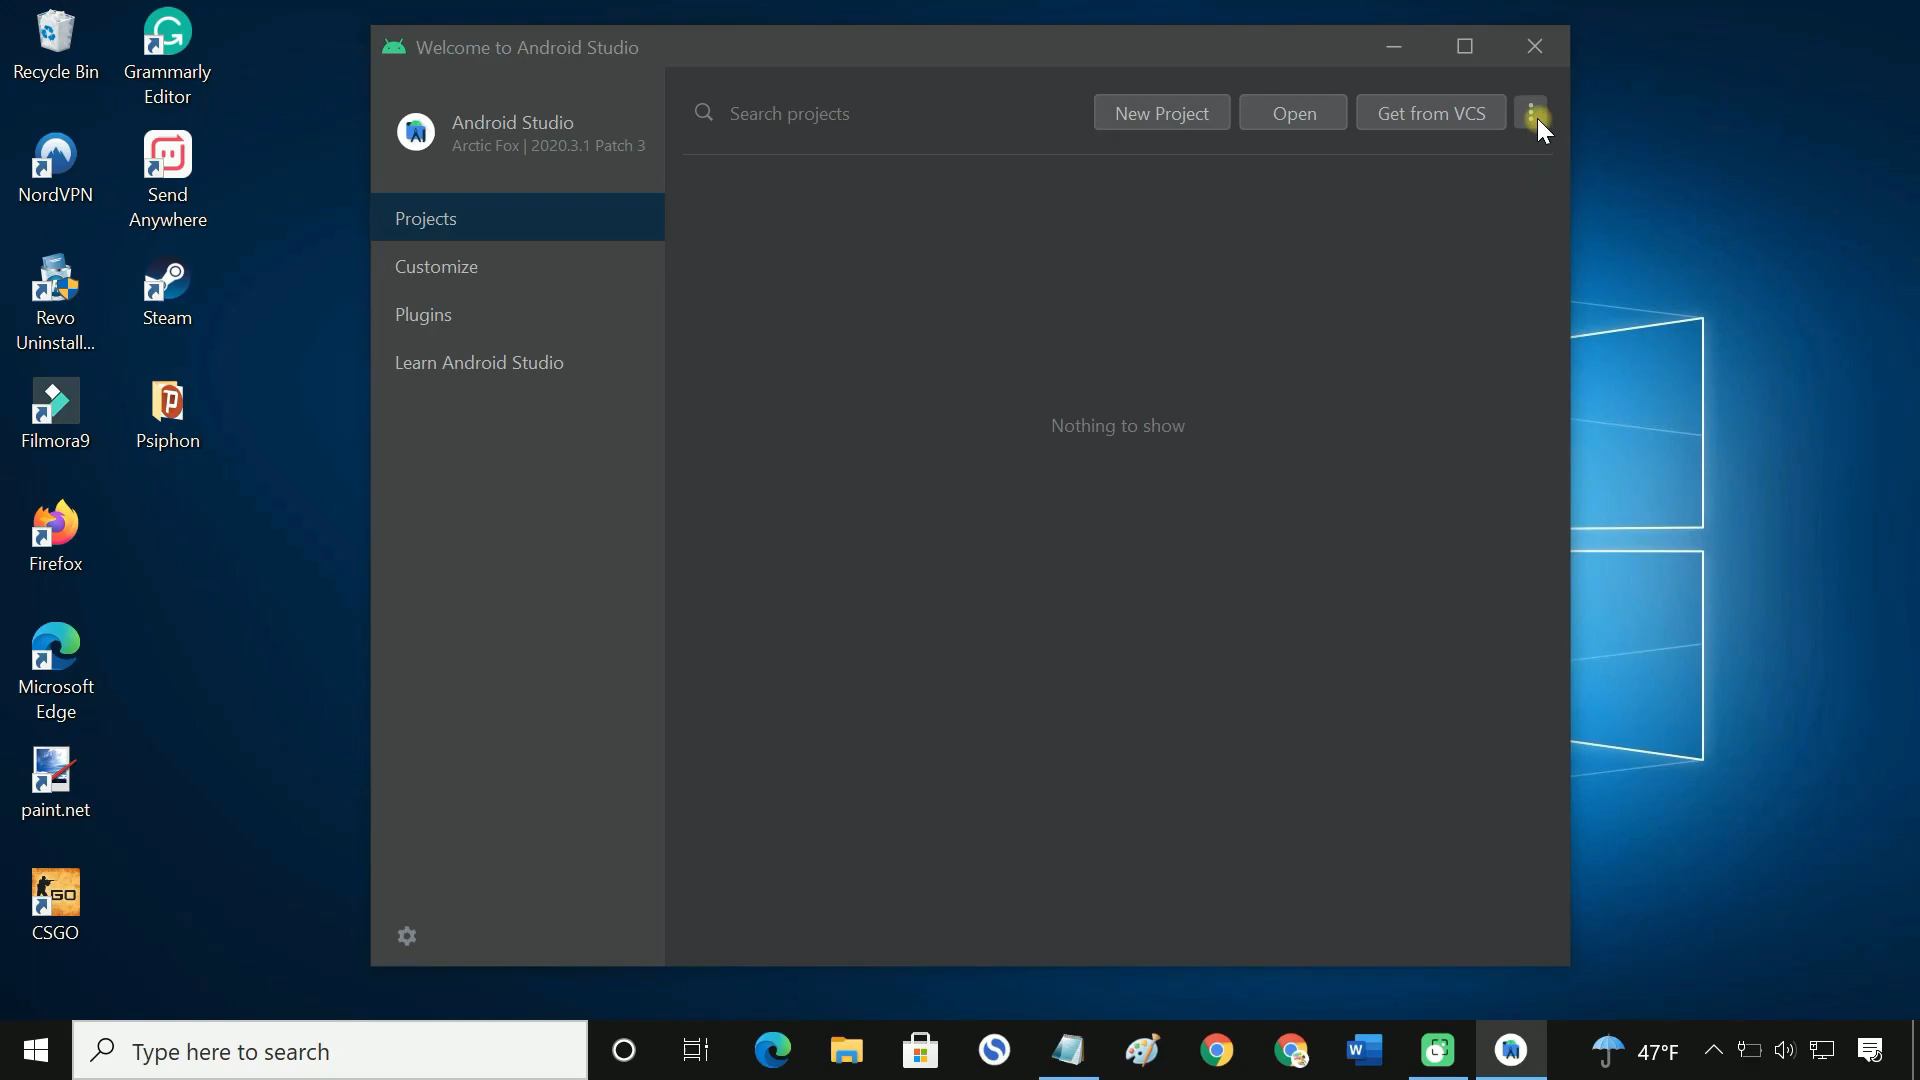 Recycle Bin
Grammarly
Editor
NordVPN
Send
Anywhere
Revo
Uninstall...
Steam
Filmora9
Psiphon
Firefox
Microsoft
Edge
paint.net
GO
CSGO
Welcome to Android Studio
Android Studio
Arctic Fox | 2020.3.1 Patch 3
Projects
Customize
Plugins
Learn Android Studio
Search projects
New Project
Open
Get from VCS
Nothing to show
Type here to search
47°F